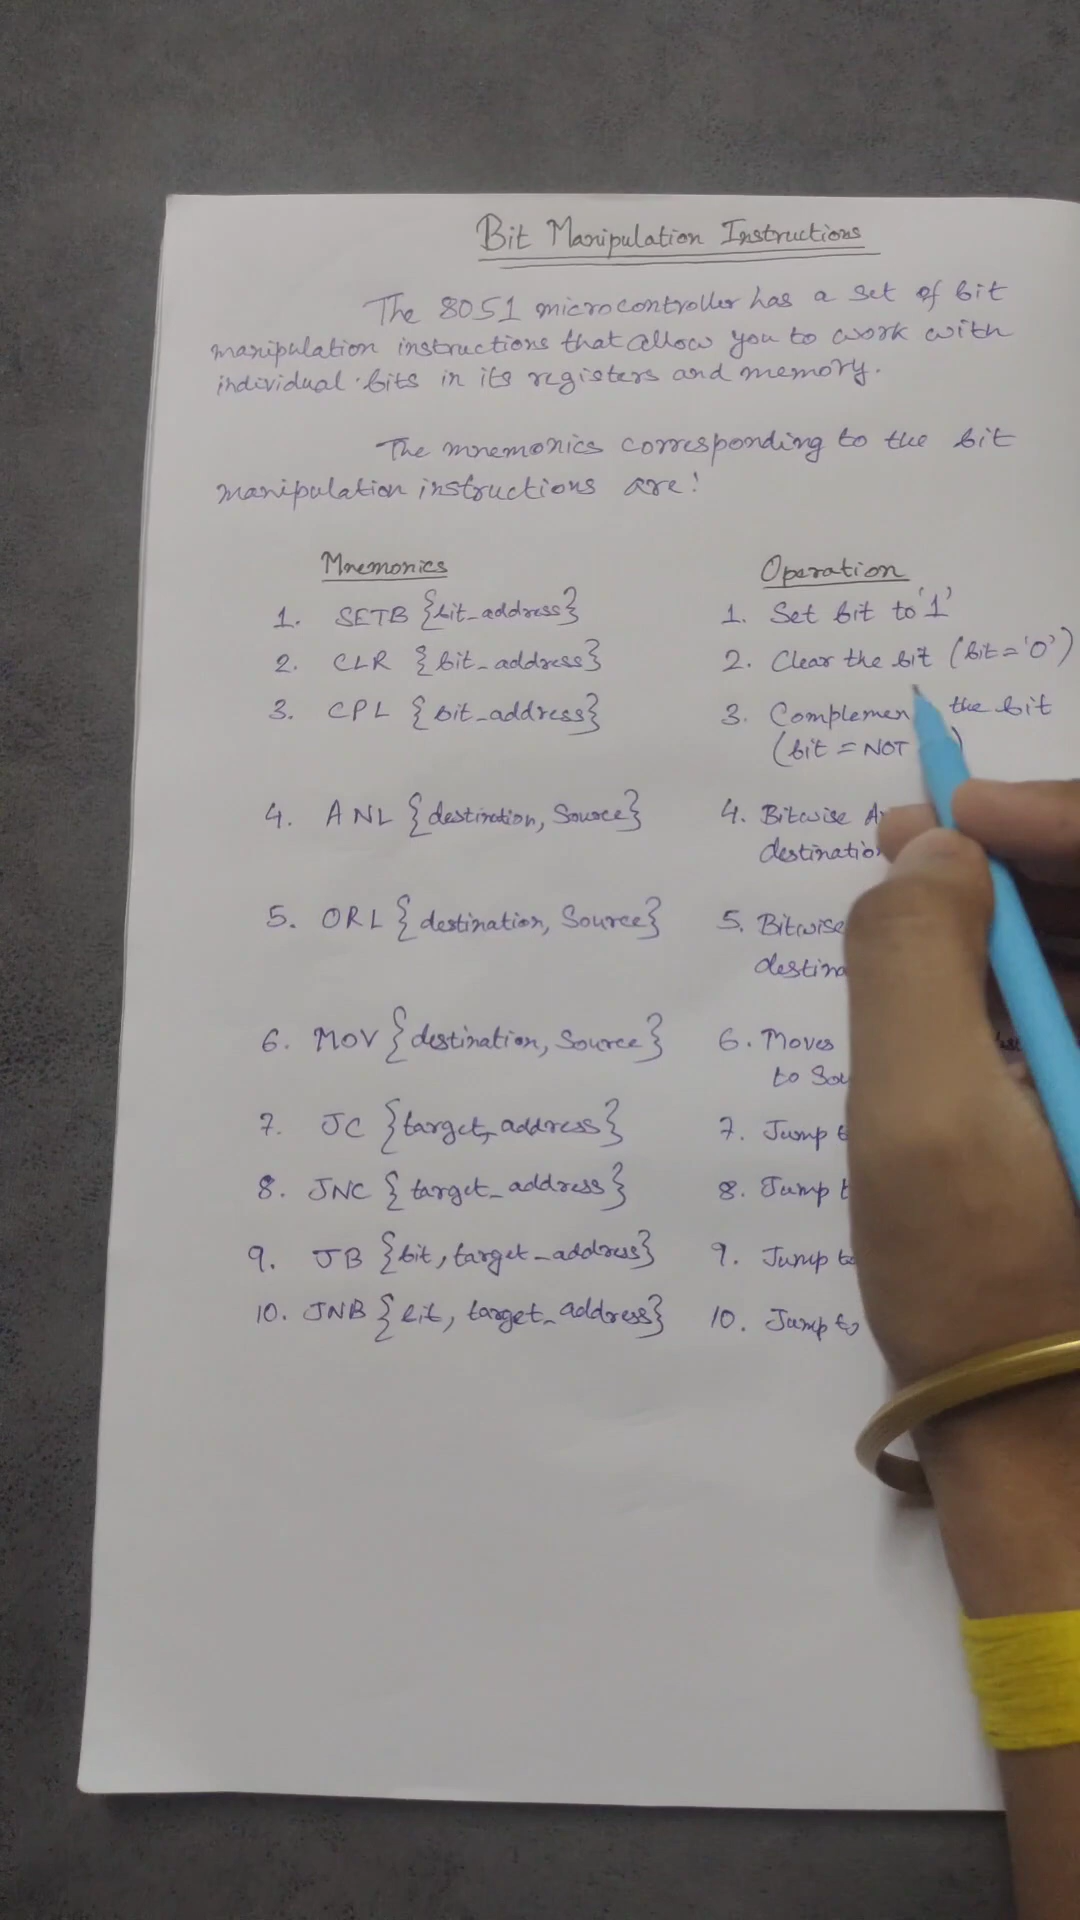 Bit Manipulation Instructions
The 8051 microcontroller has a set of bit
manipulation instructions that allow you to work with
individual bits in its registers and memory.
The mnemonics corresponding to the bit
manipulation instructions are:
Mnemonics Operation
1. SETB {bit_address} 1. Set bit to '1'
2. CLR {bit_address} 2. Clear the bit (bit='0')
3. CPL {bit_address} 3. Complemen the bit
(bit = NOT )
4. ANL {destination, Source} 4. Bitwise
destination
5. ORL {destination, Source} 5. Bitwise
6. MOV {destination, Source} 6. Moves
to
7. JC {target_address} 7. Jump
8. JNC {target_address} 8. Jump
9. JB {bit, target_address} 9. Jump to
10. JNB {bit, target_address} 10. Jump to